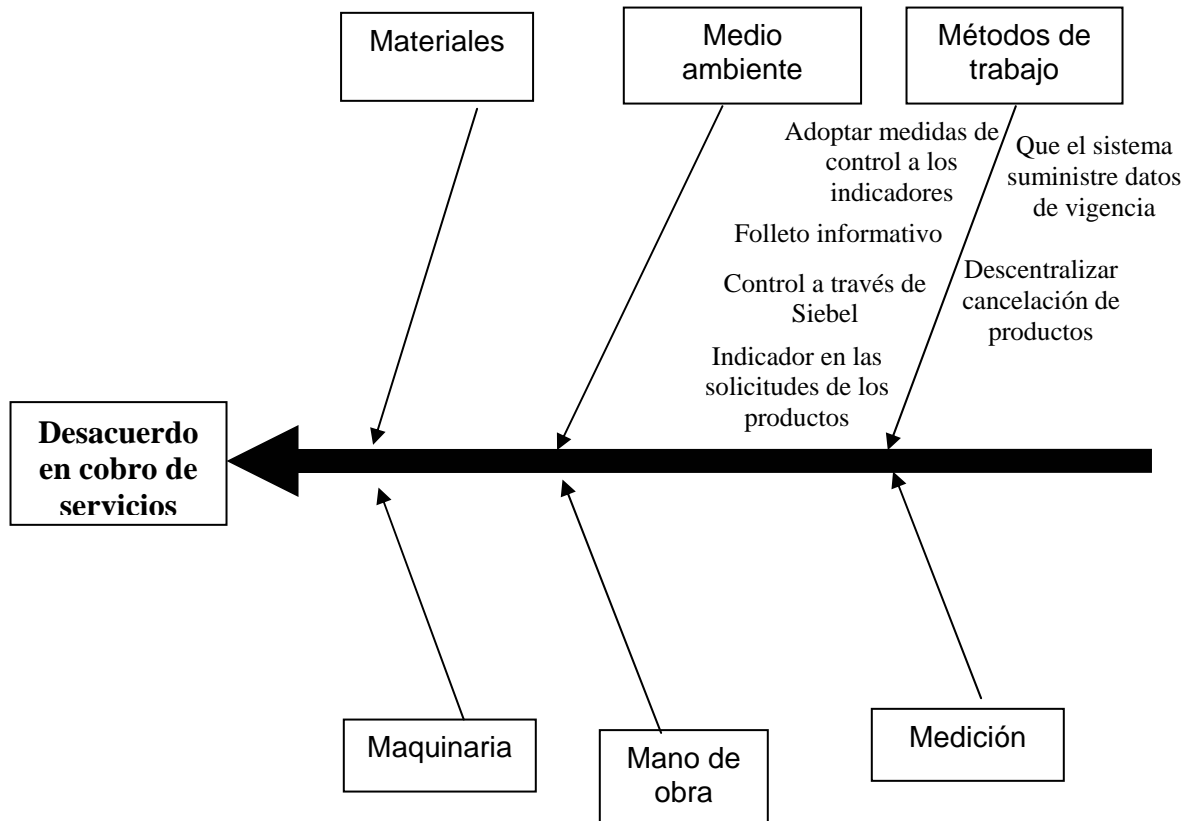 Materiales
Medio
ambiente
Métodos de
trabajo
Adoptar medidas de
control a los
indicadores
Que el sistema
suministre datos
de vigencia
Folleto informativo
Control a través de
Siebel
Descentralizar
cancelación de
productos
Indicador en las
solicitudes de los
productos
Desacuerdo
en cobro de
servicios
Maquinaria
Mano de
obra
Medición